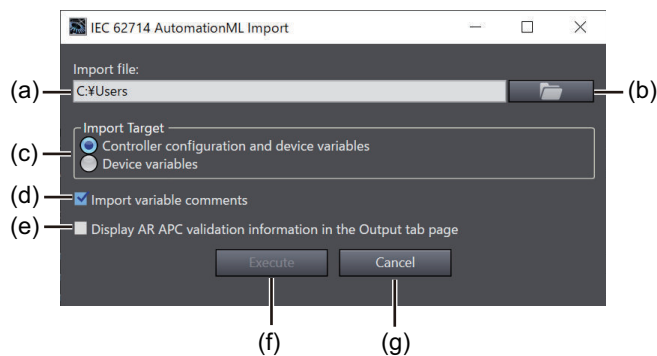 IEC 62714 AutomationML Import
Import file:
(a) C:¥Users (b)
Import Target
(c) Controller configuration and device variables
Device variables
(d) Import variable comments
(e) Display AR APC validation information in the Output tab page
Execute Cancel
(f) (g)